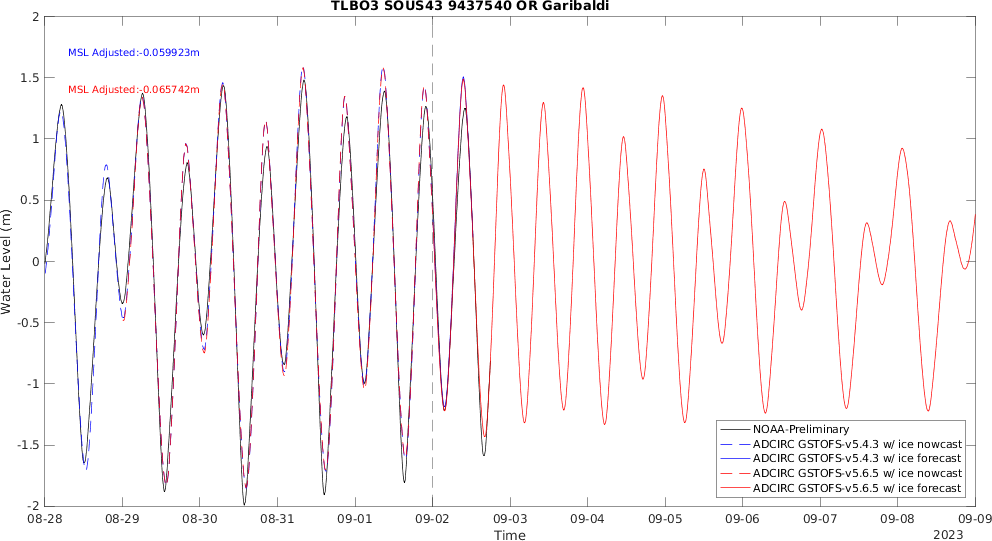 TLBO3 SOUS43 9437540 OR Garibaldi
2
MSL Adjusted:-0.059923m
1.5
MSL Adjusted:-0.065742m
1
0.5
Water Level (m)
0
-0.5
-1
NOAA-Preliminary
ADCIRC GSTOFS-v5.4.3 w/ ice nowcast
-1.5
ADCIRC GSTOFS-v5.4.3 w/ ice forecast
ADCIRC GSTOFS-v5.6.5 w/ ice nowcast
ADCIRC GSTOFS-v5.6.5 w/ ice forecast
-2
08-28 08-29 08-30 08-31 09-01 09-02 09-03 09-04 09-05 09-06 09-07 09-08 09-09
Time 2023